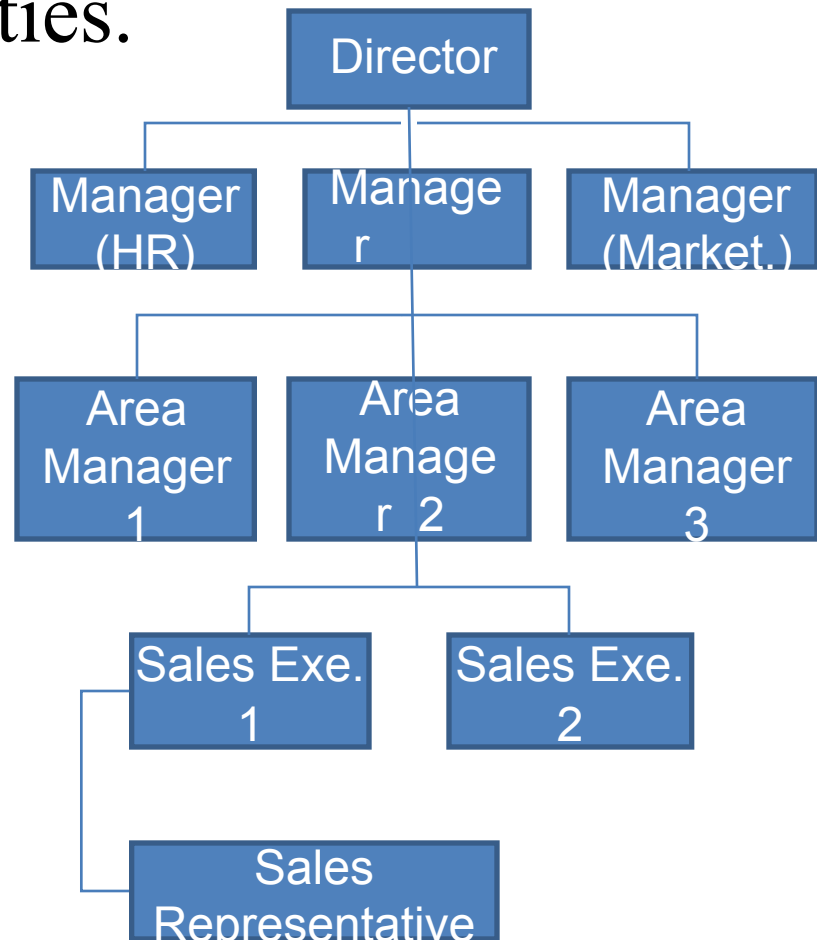 ties.
Director
Manager
(HR)
Manage
r
Manager
(Market.)
Area
Manager
1
Area
Manage
r 2
Area
Manager
3
Sales Exe.
1
Sales Exe.
2
Sales
Representative